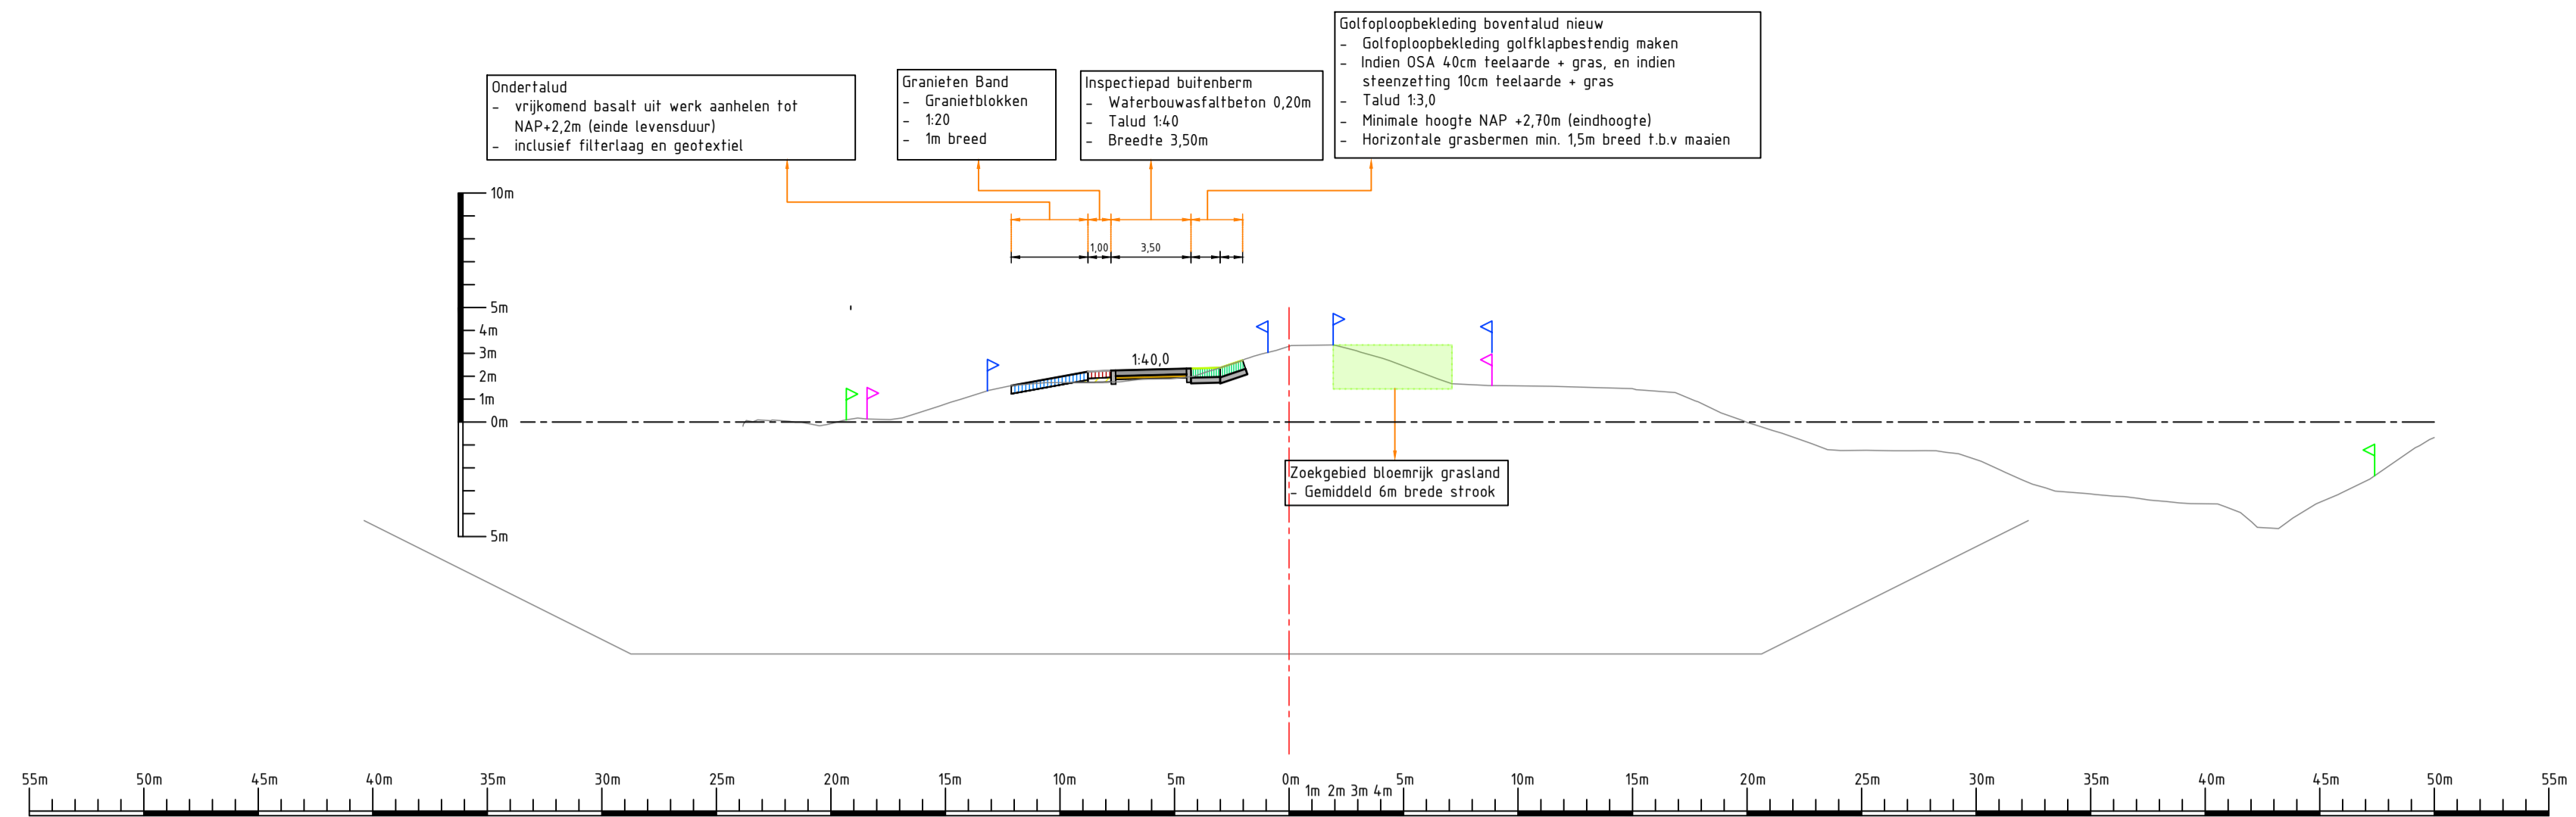 Golfoploopbekleding boventalud nieuw
- Golfoploopbekleding golfklapbestendig maken
- Indien OSA 40cm teelaarde + gras, en indien
steenzetting 10cm teelaarde + gras
- Talud 1:3,0
- Minimale hoogte NAP +2,70m (eindhoogte)
- Horizontale grasbermen min. 1,5m breed t.b.v maaien
Granieten Band
- Granietblokken
- 1:20
- 1m breed
Inspectiepad buitenberm
- Waterbouwasfaltbeton 0,20m
- Talud 1:40
- Breedte 3,50m
Ondertalud
- vrijkomend basalt uit werk aanhelen tot
NAP+2,2m (einde levensduur)
- inclusief filterlaag en geotextiel
10m
1,00
3,50
5m
4m
3m
2m
1m
0m
5m
1:40,0
Zoekgebied bloemrijk grasland
- Gemiddeld 6m brede strook
55m 50m 45m 40m 35m 30m 25m 20m 15m 10m 5m 0m 5m 10m 15m 20m 25m 30m 35m 40m 45m 50m 55m
1m 2m 3m 4m